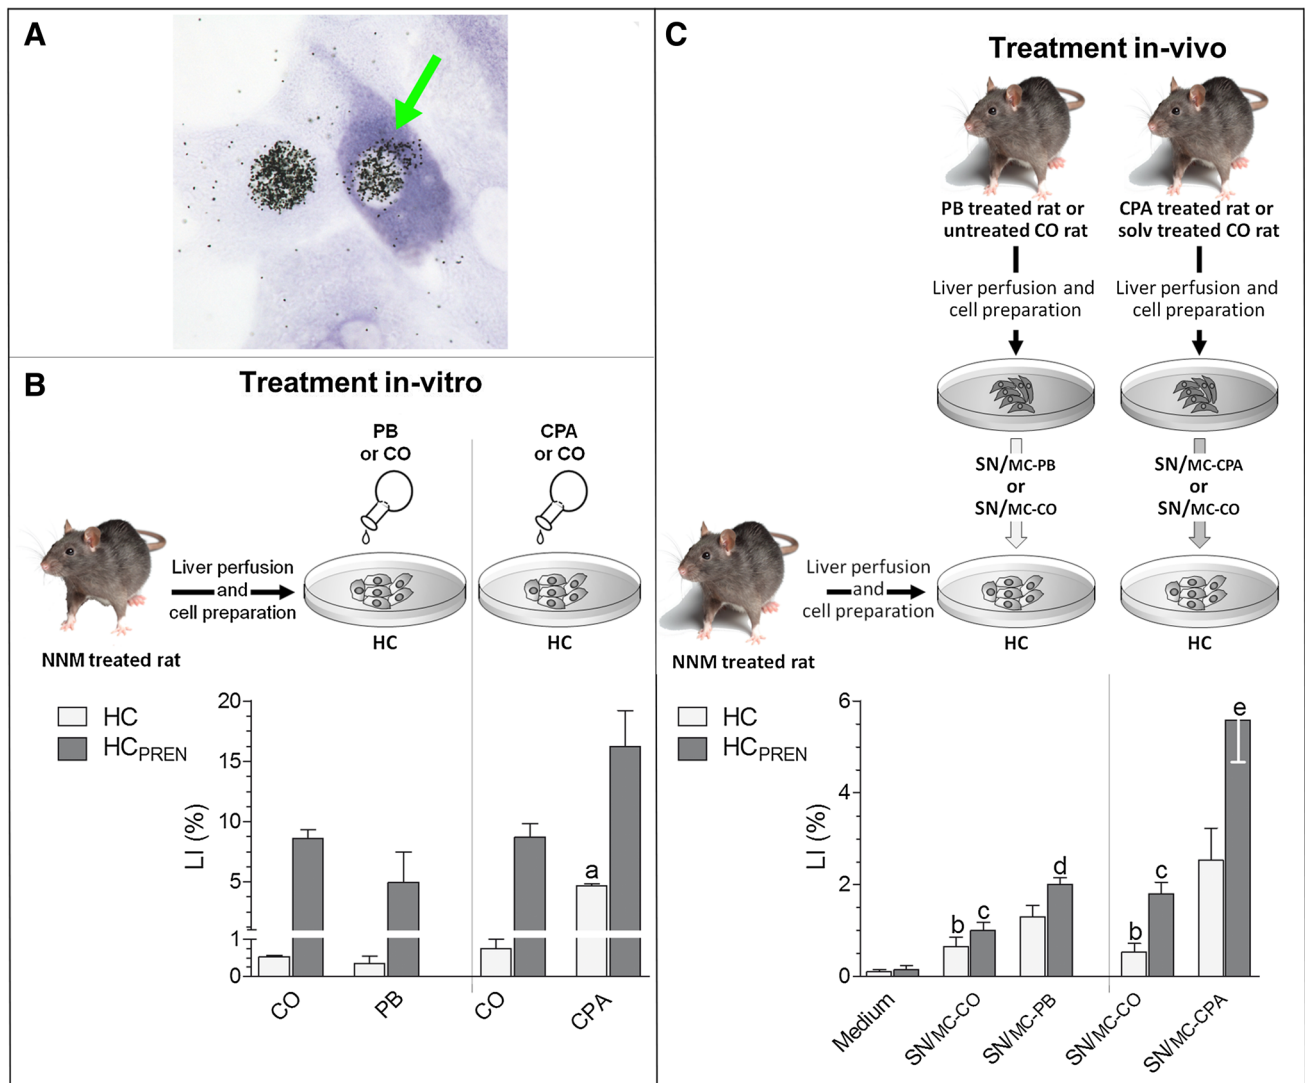 A
B
Treatment in-vitro
PB
or CO
CPA
or CO
Liver perfusion
and
cell preparation
HC
HC
NNM treated rat
HC
HCPREN
LI (%)
20
15
10
5
1
0
CO
PB
CO
CPA
a
C
Treatment in-vivo
PB treated rat or
untreated CO rat
CPA treated rat or
solv treated CO rat
Liver perfusion and
cell preparation
Liver perfusion and
cell preparation
SN/MC-PB
or
SN/MC-CO
SN/MC-CPA
or
SN/MC-CO
Liver perfusion
and
cell preparation
HC
HC
NNM treated rat
HC
HCPREN
LI (%)
6
4
2
0
b
c
d
b
c
e
Medium
SN/MC-CO
SN/MC-PB
SN/MC-CO
SN/MC-CPA